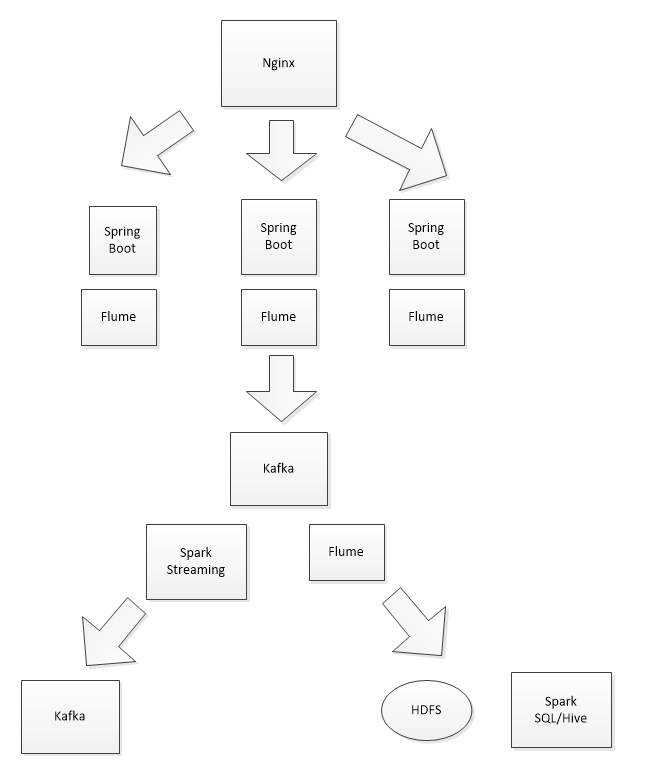 Nginx
Spring
Boot
Spring
Boot
Spring
Boot
Flume
Flume
Flume
Kafka
Spark
Streaming
Flume
Kafka
HDFS
Spark
SQL/Hive